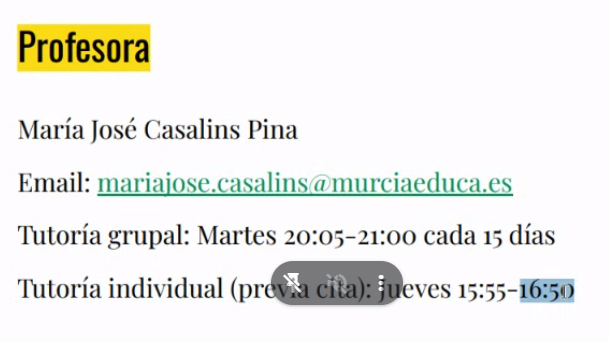 Profesora
María José Casalins Pina
Email: mariajose.casalins@murciaeduca.es
Tutoría grupal: Martes 20:05-21:00 cada 15 días
Tutoría individual (previa cita): Jueves 15:55-16:50